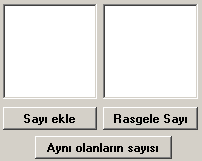 Sayı ekle
Rasgele Sayı
Aynı olanların sayısı